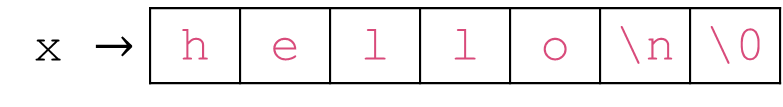 x → h e l l o \n \0